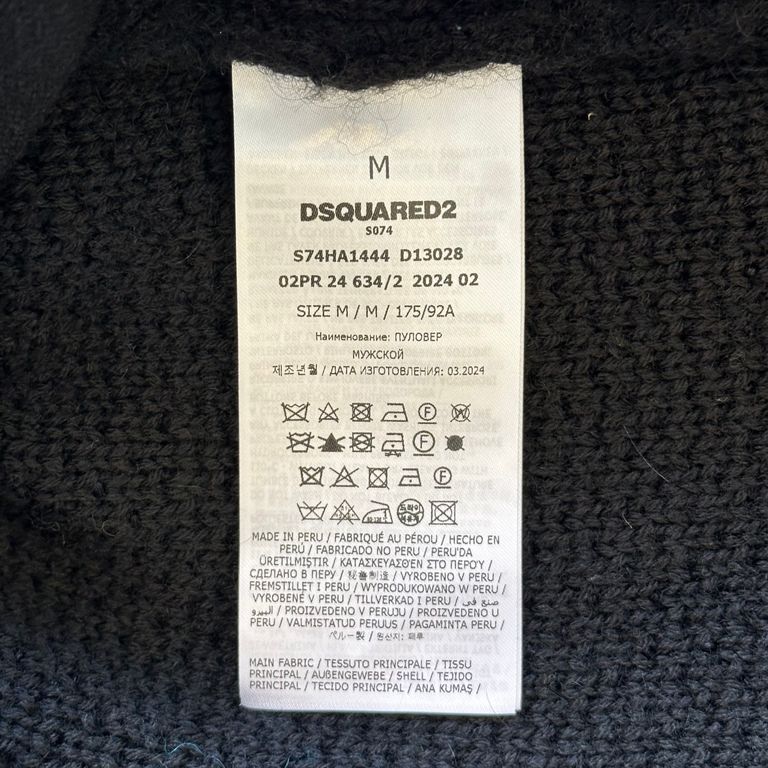 M
DSQUARED2
S074
S74HA1444 D13028
02PR 24 634/2 2024 02
SIZE M / M / 175/92A
Наименование: ПУЛОВЕР
МУЖСКОЙ
제조년월 / ДАТА ИЗГОТОВЛЕНИЯ: 03.2024
MADE IN PERU / FABRIQUÉ AU PÉROU / HECHO EN
PERÚ / FABRICADO NO PERU / PERU'DA
ÜRETILMIŞTIR / ΚΑΤΑΣΚΕΥΑΣΘΕΝ ΣΤΟ ΠΕΡΟΎ /
СДЕЛАНО В ПЕРУ / 秘鲁制造 / VYROBENO V PERU /
FREMSTILLET I PERU / WYPRODUKOWANO W PERU /
VYROBENÉ V PERU / TILLVERKAD I PERU / صنع في
البيرو / PROIZVEDENO V PERUJU / PROIZVEDENO U
PERU / VALMISTATUD PERUUS / PAGAMINTA PERU /
ペルー製 / 원산지: 페루
MAIN FABRIC / TESSUTO PRINCIPALE / TISSU
PRINCIPAL / AUßENGEWEBE / SHELL / TEJIDO
PRINCIPAL / TECIDO PRINCIPAL / ANA KUMAŞ /